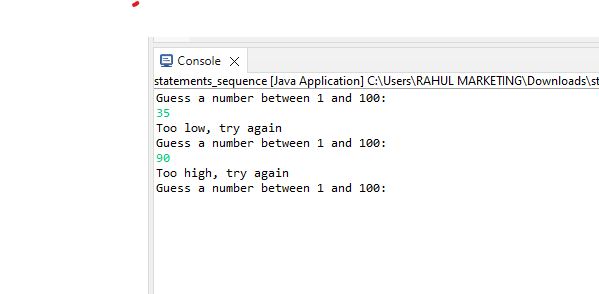 Console
statements_sequence [Java Application] C:\Users\RAHUL MARKETING\Downloads\st
Guess a number between 1 and 100:
35
Too low, try again
Guess a number between 1 and 100:
90
Too high, try again
Guess a number between 1 and 100: